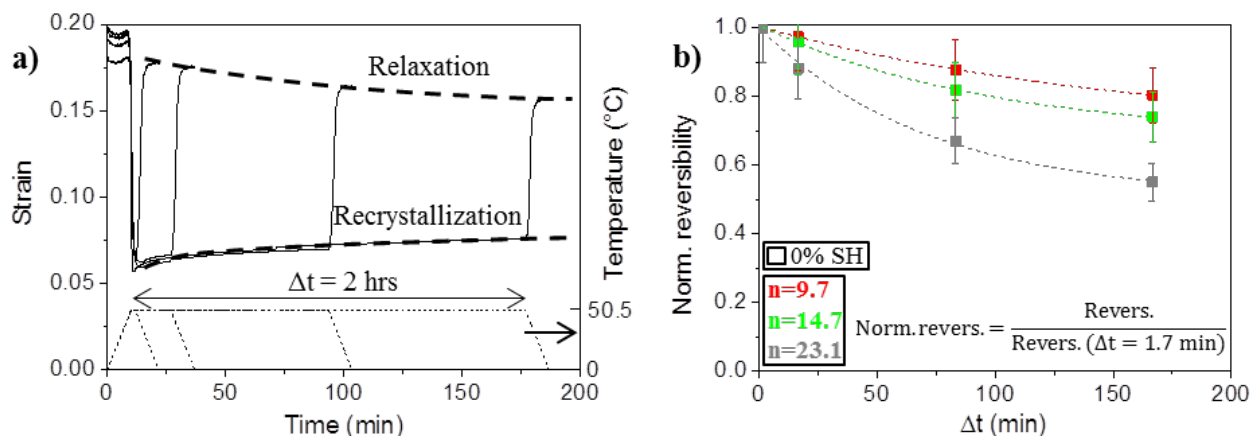 a)
0.20
0.15
0.10
0.05
0.00
Strain
Relaxation
Recrystallization
Δt = 2 hrs
0
50
100
150
200
Time (min)
50.5
0
Temperature (°C)
b)
1.0
0.8
0.6
0.4
0.2
0.0
Norm. reversibility
0% SH
n=9.7
n=14.7
n=23.1
Norm.revers. = Revers. / Revers. (Δt = 1.7 min)
0
50
100
150
200
Δt (min)